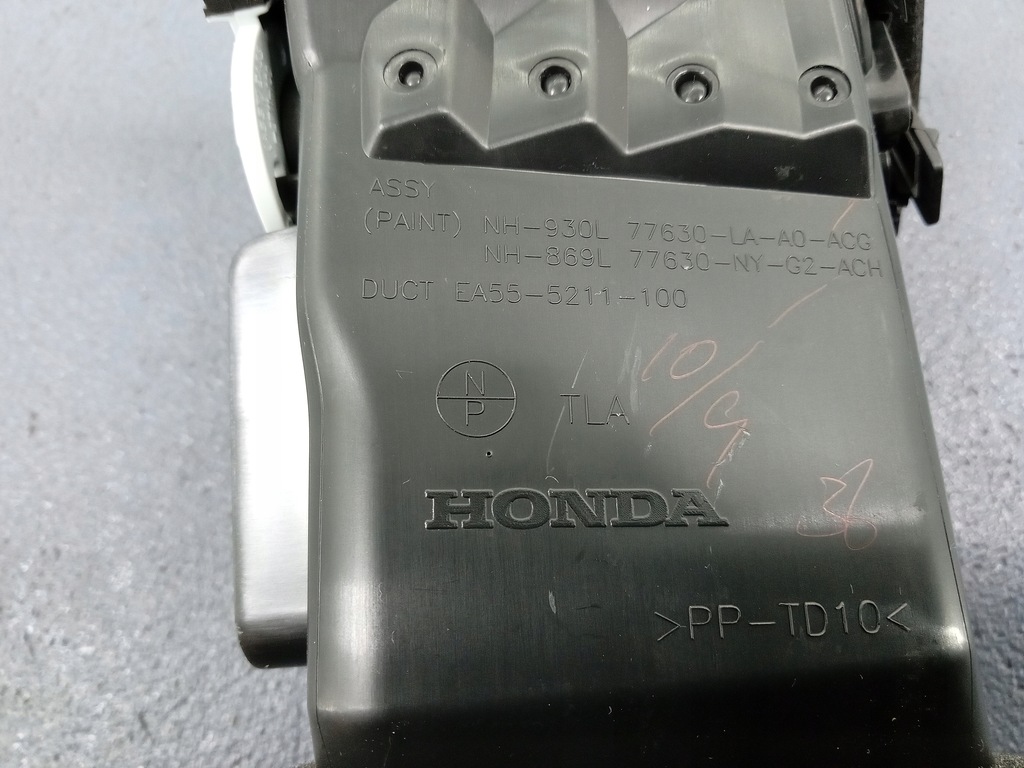 ASSY
(PAINT) NH-930L 77630-LA-A0-ACG
NH-869L 77630-NY-G2-ACH
DUCT EA55-5211-100
N
P
TLA
10/9
HONDA
>PP-TD10<